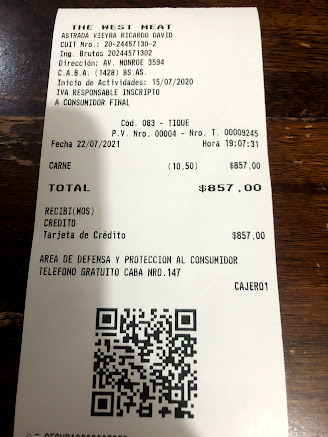 THE WEST MEAT
ASTRADA VIEYRA RICARDO DAVID
CUIT Nro.: 20-24457130-2
Ing. Brutos 20244571302
Dirección: AV. MONROE 3594
C.A.B.A. (1428) BS.AS.
Inicio de Actividades: 15/07/2020
IVA RESPONSABLE INSCRIPTO
A CONSUMIDOR FINAL
Cód. 083 - TIQUE
P.V. Nro. 00004 - Nro. T. 00009245
Fecha 22/07/2021 Hora 19:07:31
CARNE (10,50) $857,00
TOTAL $857,00
RECIBI(MOS)
CREDITO
Tarjeta de Crédito $857,00
AREA DE DEFENSA Y PROTECCION AL CONSUMIDOR
TELEFONO GRATUITO CABA NRO.147
CAJERO1